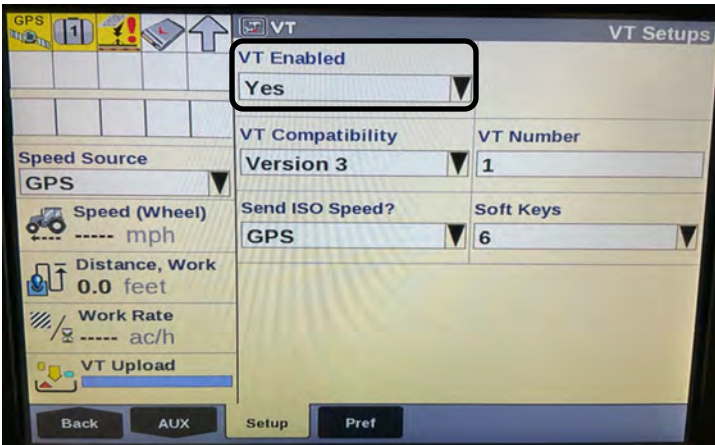 GPS
1
VT
VT Setups
VT Enabled
Yes
VT Compatibility
VT Number
Version 3
1
Speed Source
GPS
Send ISO Speed?
Soft Keys
GPS
6
Speed (Wheel)
----- mph
Distance, Work
0.0 feet
Work Rate
----- ac/h
VT Upload
Back
AUX
Setup
Pref